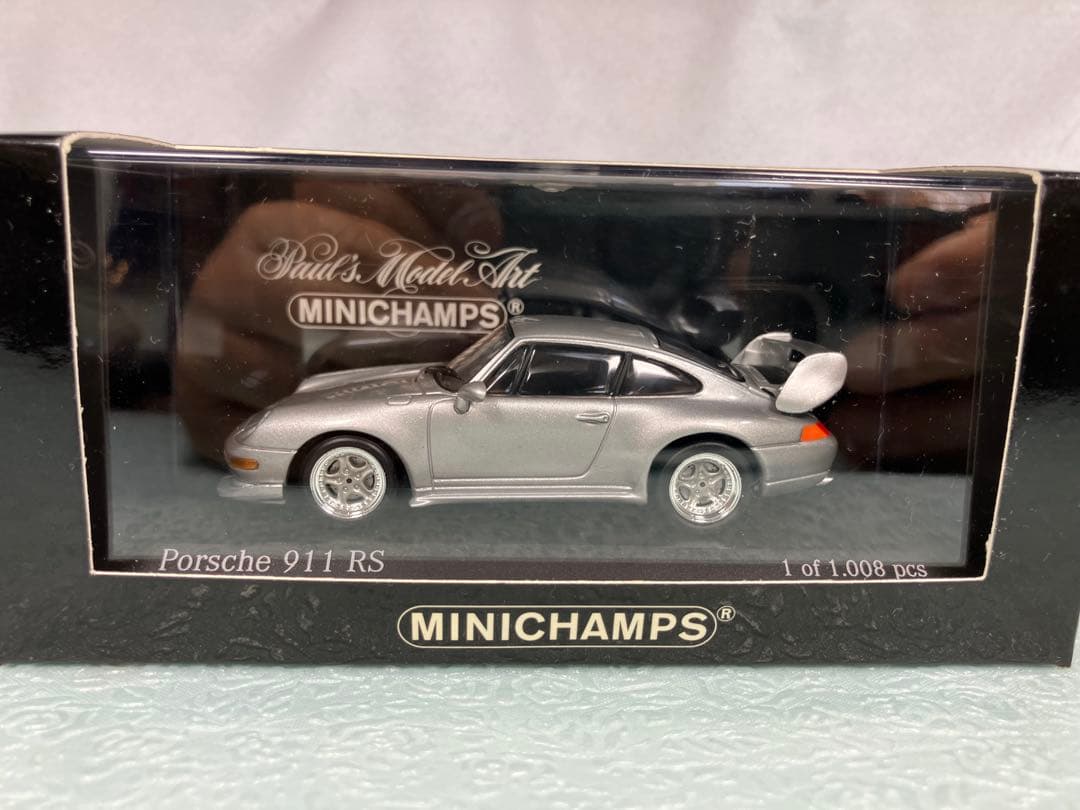 Paul's Model Art
MINICHAMPS®
Porsche 911 RS
1 of 1.008 pcs
MINICHAMPS®